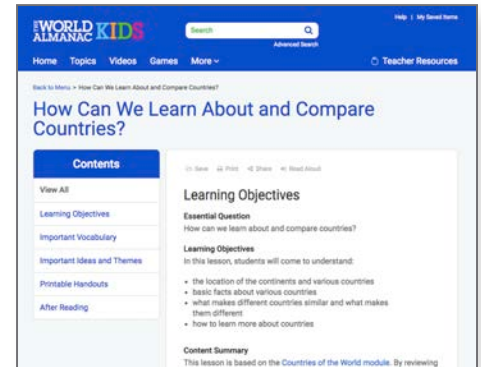 THE WORLD
ALMANAC KIDS
Search
Advanced Search
Help | My Saved Items
Home Topics Videos Games More
Teacher Resources
Back to Menu > How Can We Learn About and Compare Countries?
How Can We Learn About and Compare
Countries?
Contents
View All
Learning Objectives
Important Vocabulary
Important Ideas and Themes
Printable Handouts
After Reading
Save Print Share Read Aloud
Learning Objectives
Essential Question
How can we learn about and compare countries?
Learning Objectives
In this lesson, students will come to understand:
• the location of the continents and various countries
• basic facts about various countries
• what makes different countries similar and what makes
them different
• how to learn more about countries
Content Summary
This lesson is based on the Countries of the World module. By reviewing